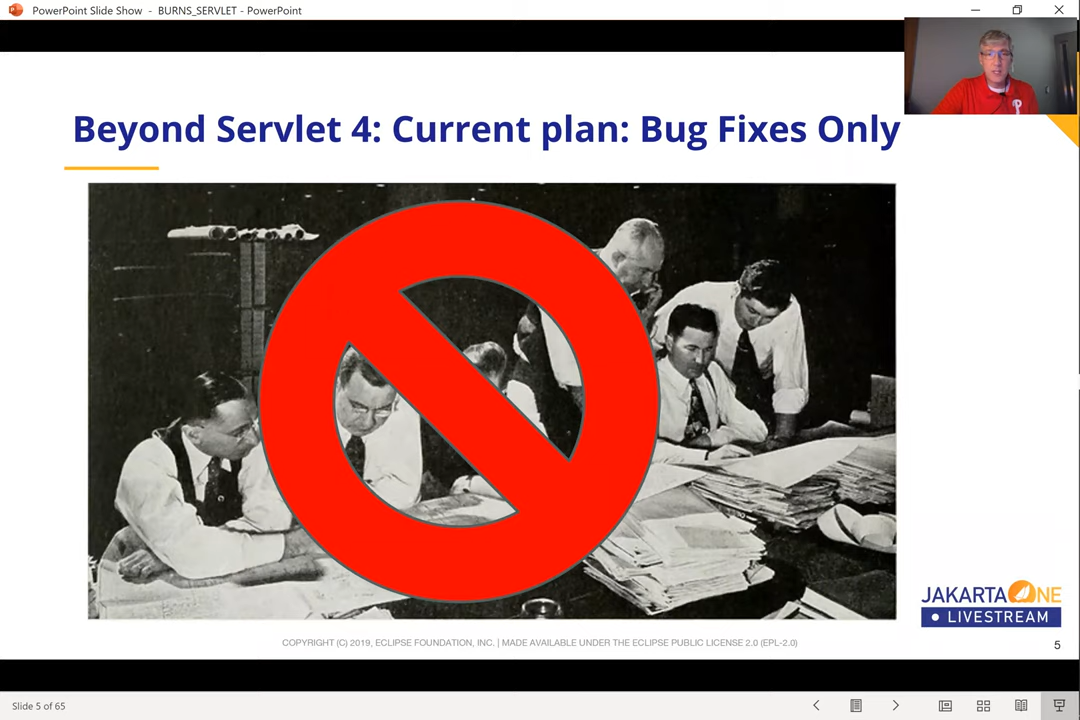 PowerPoint Slide Show - BURNS_SERVLET - PowerPoint
Beyond Servlet 4: Current plan: Bug Fixes Only
JAKARTA ONE
LIVESTREAM
COPYRIGHT (C) 2019, ECLIPSE FOUNDATION, INC. | MADE AVAILABLE UNDER THE ECLIPSE PUBLIC LICENSE 2.0 (EPL-2.0)
5
Slide 5 of 65